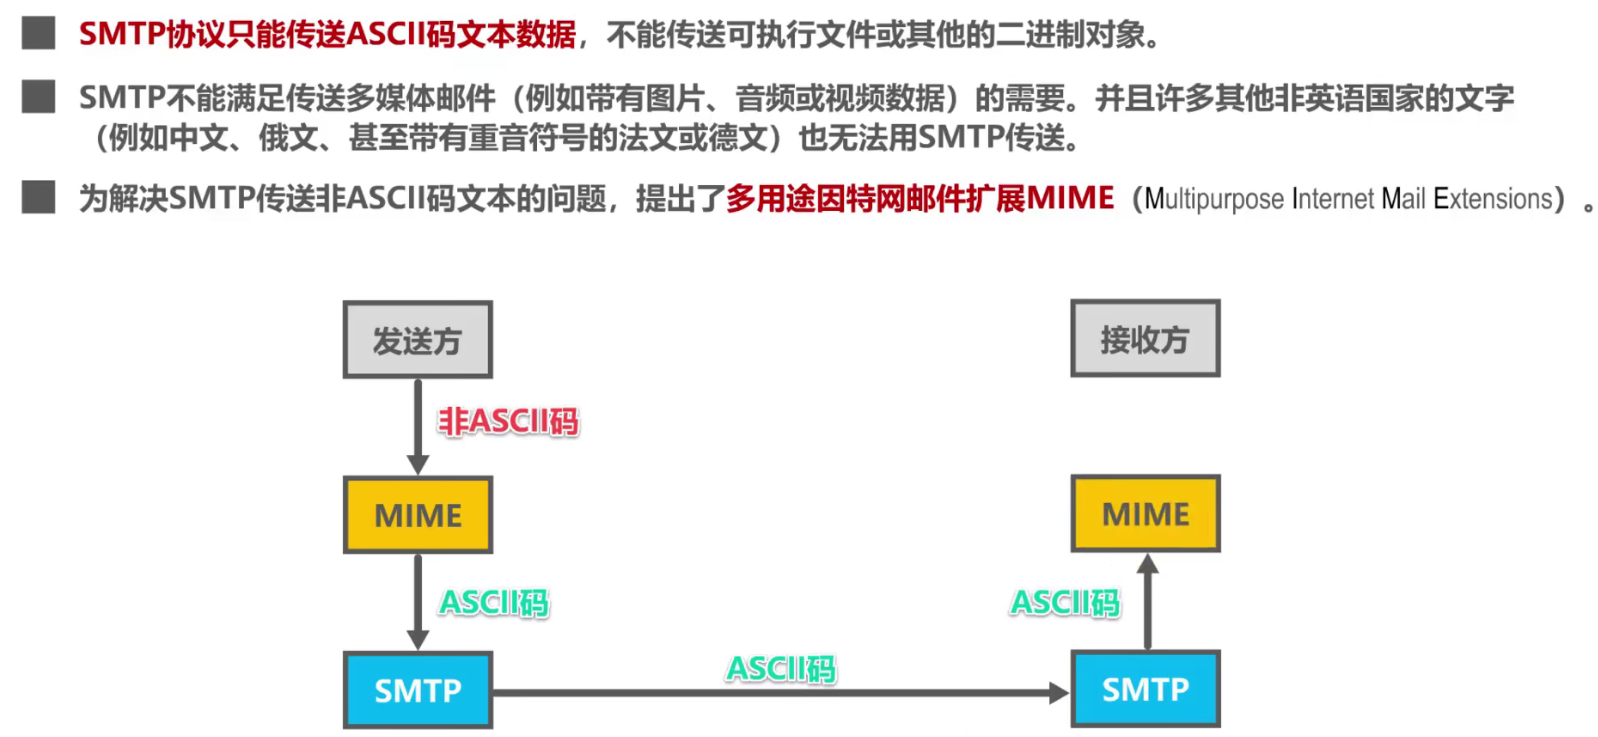 SMTP协议只能传送ASCII码文本数据，不能传送可执行文件或其他的二进制对象。
SMTP不能满足传送多媒体邮件（例如带有图片、音频或视频数据）的需要。并且许多其他非英语国家的文字
（例如中文、俄文、甚至带有重音符号的法文或德文）也无法用SMTP传送。
为解决SMTP传送非ASCII码文本的问题，提出了多用途因特网邮件扩展MIME（Multipurpose Internet Mail Extensions）。
发送方
接收方
非ASCII码
MIME
MIME
ASCII码
ASCII码
ASCII码
SMTP
SMTP